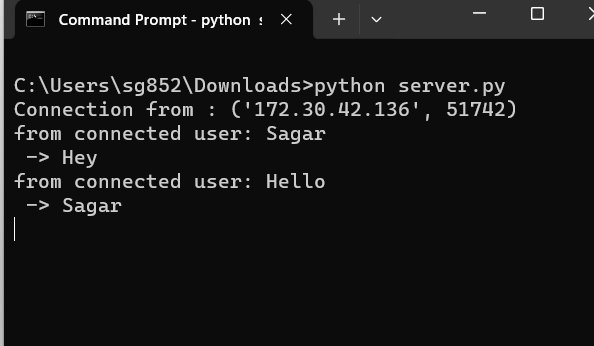 Command Prompt - python s
C:\Users\sg852\Downloads>python server.py
Connection from : ('172.30.42.136', 51742)
from connected user: Sagar
 -> Hey
from connected user: Hello
 -> Sagar